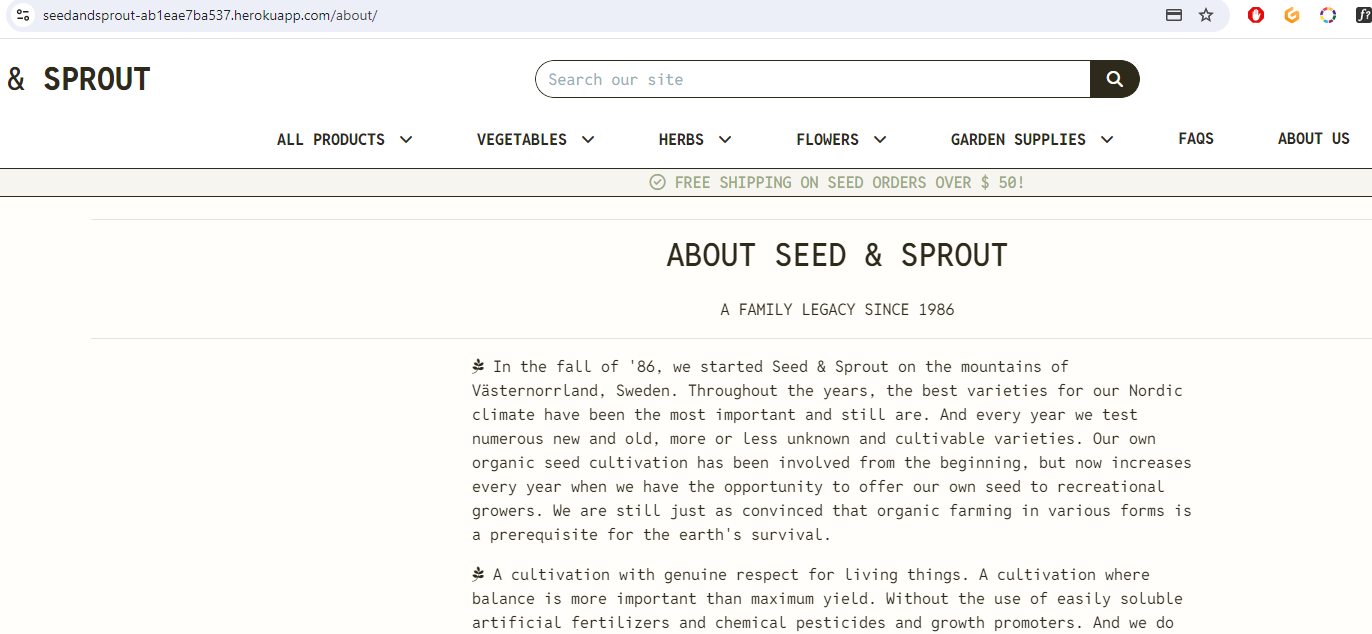 seedandsprout-ab1eae7ba537.herokuapp.com/about/
& SPROUT
Search our site
ALL PRODUCTS
VEGETABLES
HERBS
FLOWERS
GARDEN SUPPLIES
FAQS
ABOUT US
FREE SHIPPING ON SEED ORDERS OVER $ 50!
ABOUT SEED & SPROUT
A FAMILY LEGACY SINCE 1986
In the fall of '86, we started Seed & Sprout on the mountains of
Västernorrland, Sweden. Throughout the years, the best varieties for our Nordic
climate have been the most important and still are. And every year we test
numerous new and old, more or less unknown and cultivable varieties. Our own
organic seed cultivation has been involved from the beginning, but now increases
every year when we have the opportunity to offer our own seed to recreational
growers. We are still just as convinced that organic farming in various forms is
a prerequisite for the earth's survival.
A cultivation with genuine respect for living things. A cultivation where
balance is more important than maximum yield. Without the use of easily soluble
artificial fertilizers and chemical pesticides and growth promoters. And we do